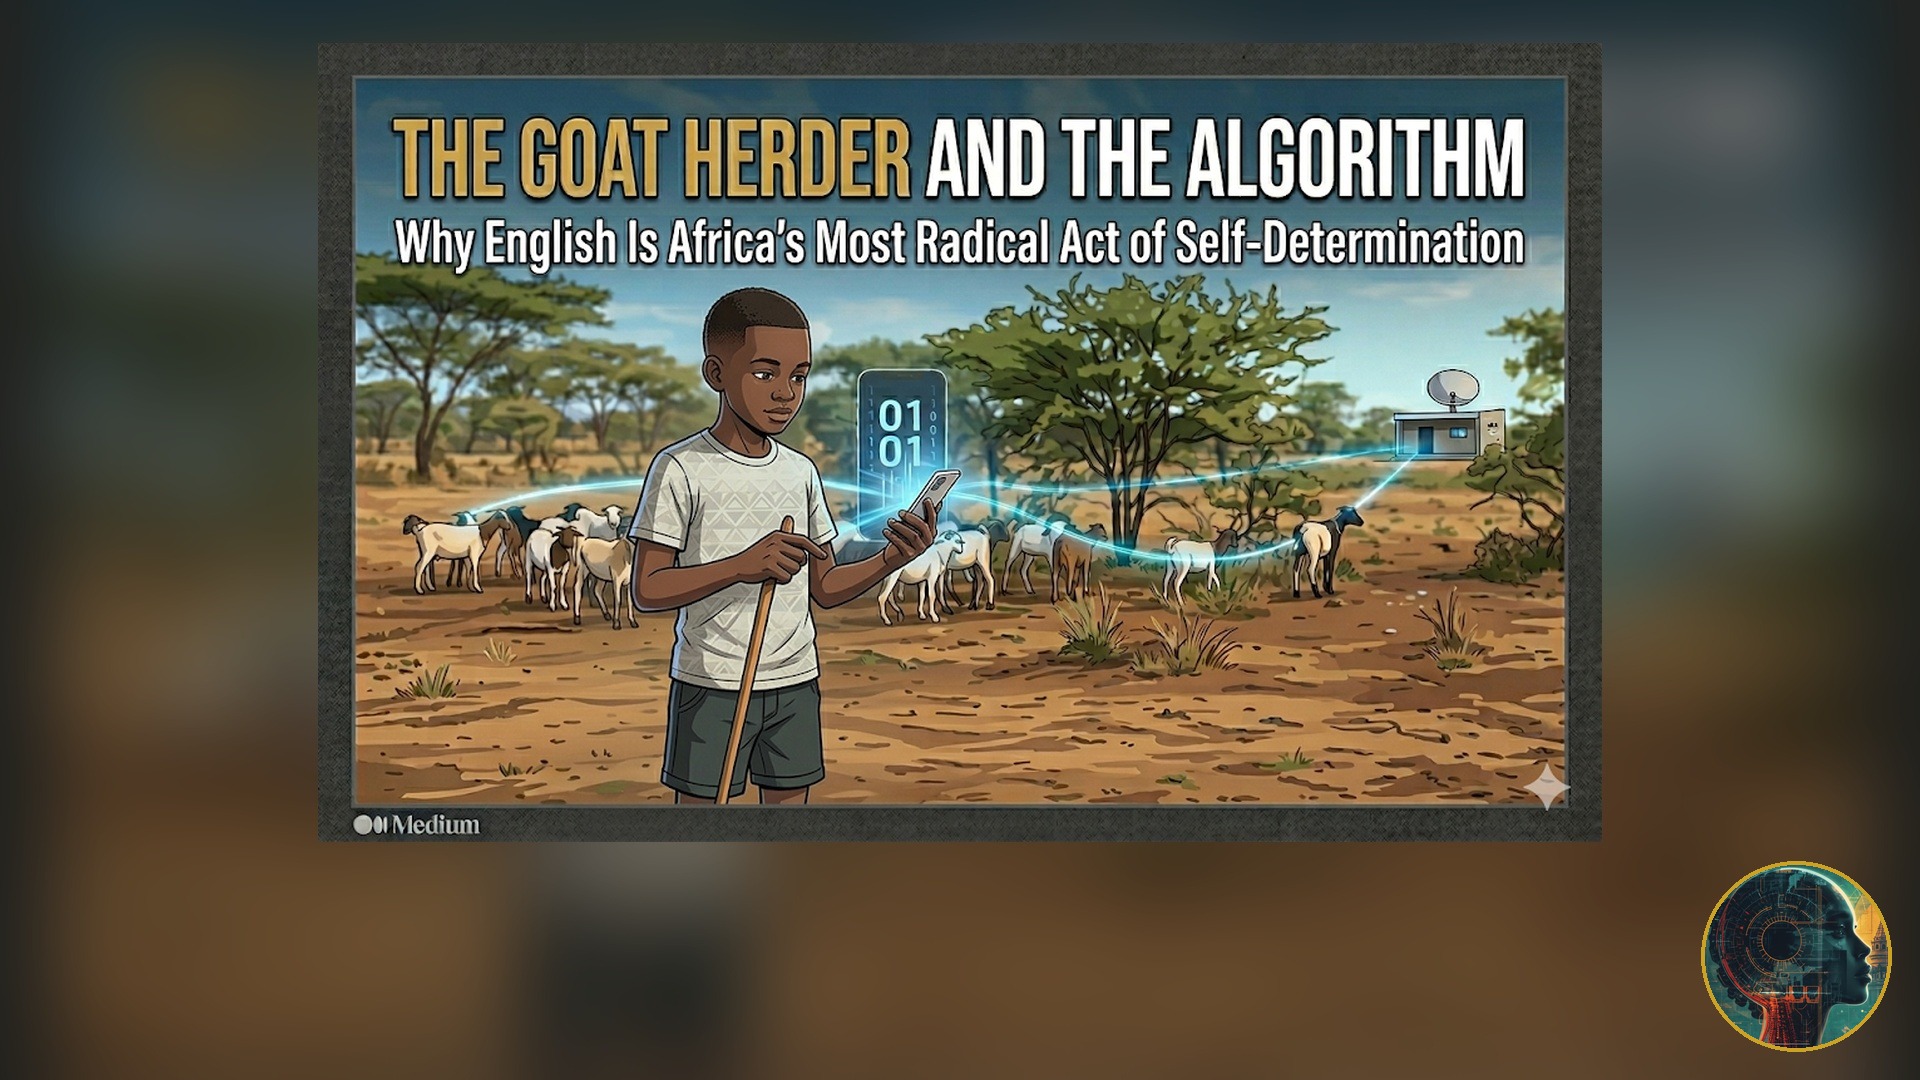 THE GOAT HERDER AND THE ALGORITHM
Why English Is Africa's Most Radical Act of Self-Determination
01
01
Medium